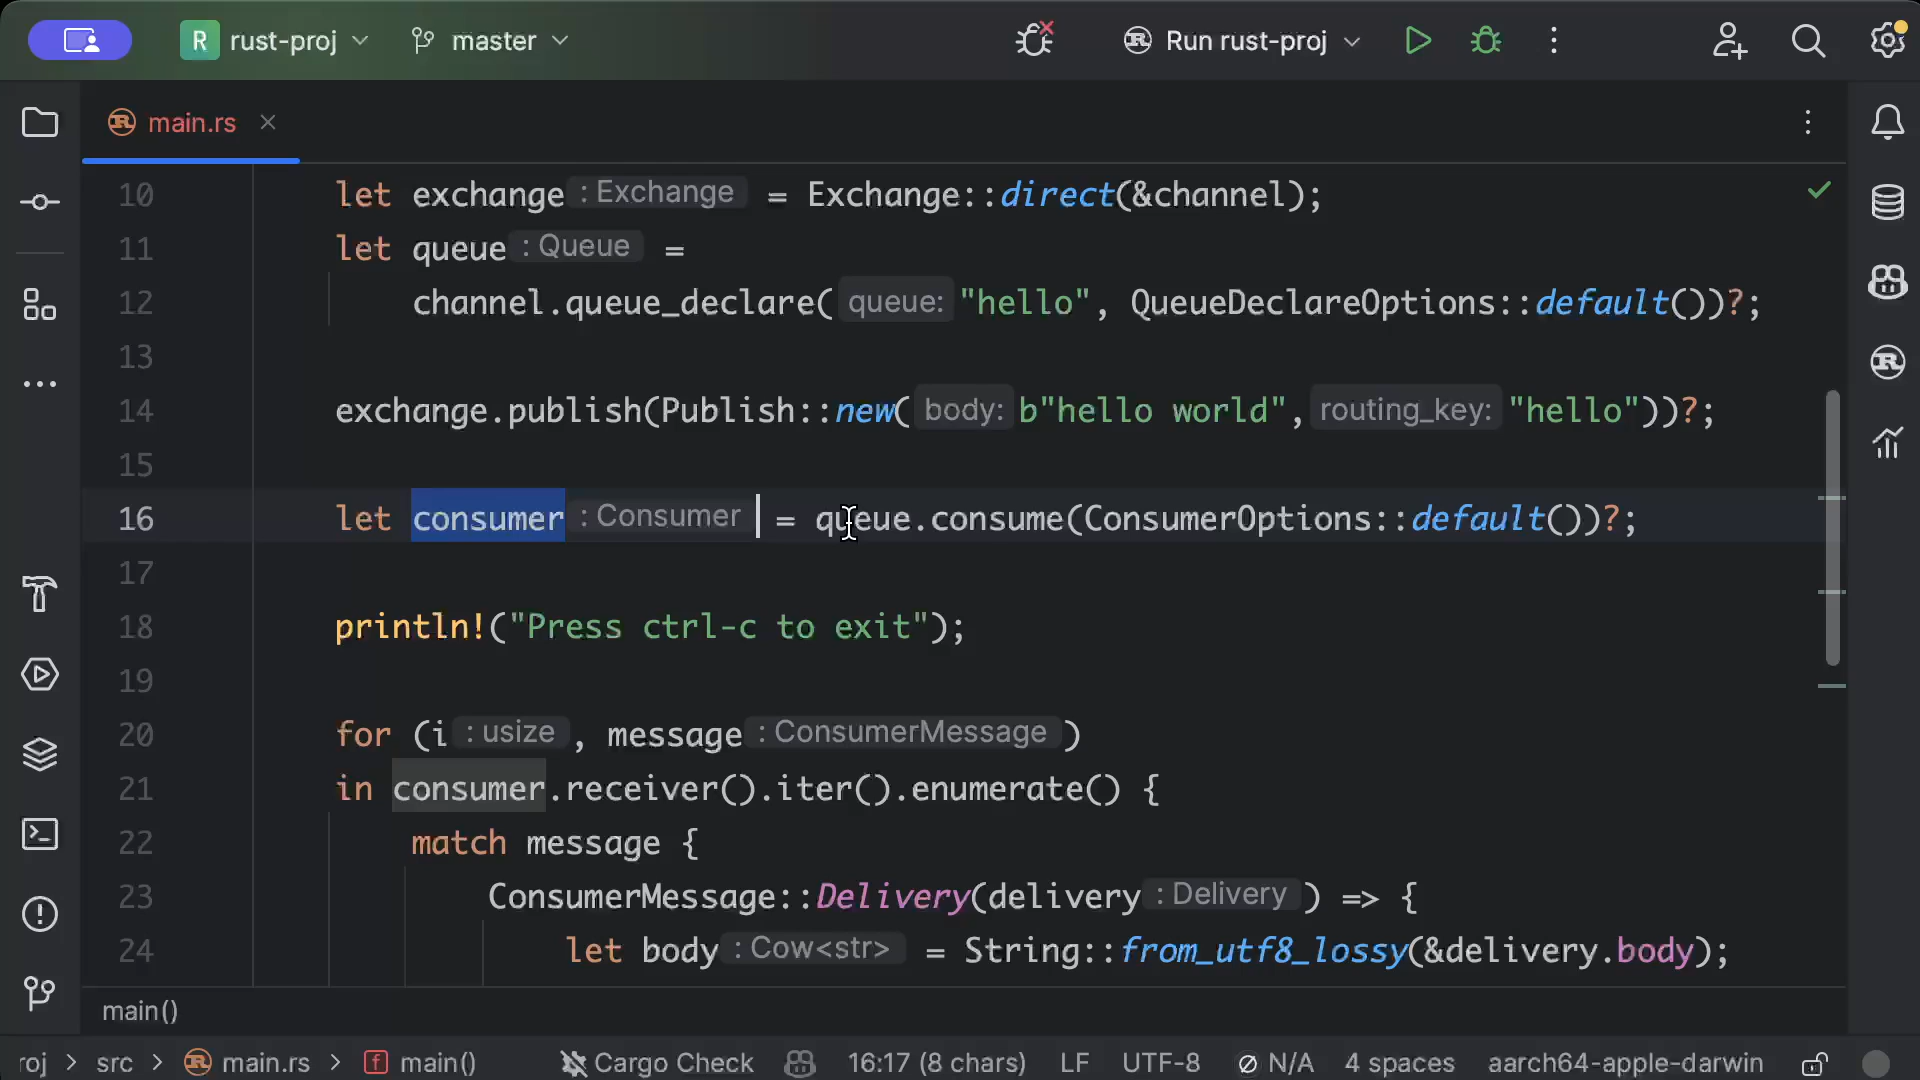 R rust-proj master Run rust-proj
main.rs
10 let exchange : Exchange = Exchange::direct(&channel);
11 let queue : Queue =
12 channel.queue_declare( queue: "hello", QueueDeclareOptions::default())?;
13
14 exchange.publish(Publish::new( body: b"hello world", routing_key: "hello"))?;
15
16 let consumer : Consumer = queue.consume(ConsumerOptions::default())?;
17
18 println!("Press ctrl-c to exit");
19
20 for (i : usize , message : ConsumerMessage )
21 in consumer.receiver().iter().enumerate() {
22 match message {
23 ConsumerMessage::Delivery(delivery : Delivery ) => {
24 let body : Cow<str> = String::from_utf8_lossy(&delivery.body);
main()
roj > src > main.rs > f main() Cargo Check 16:17 (8 chars) LF UTF-8 N/A 4 spaces aarch64-apple-darwin